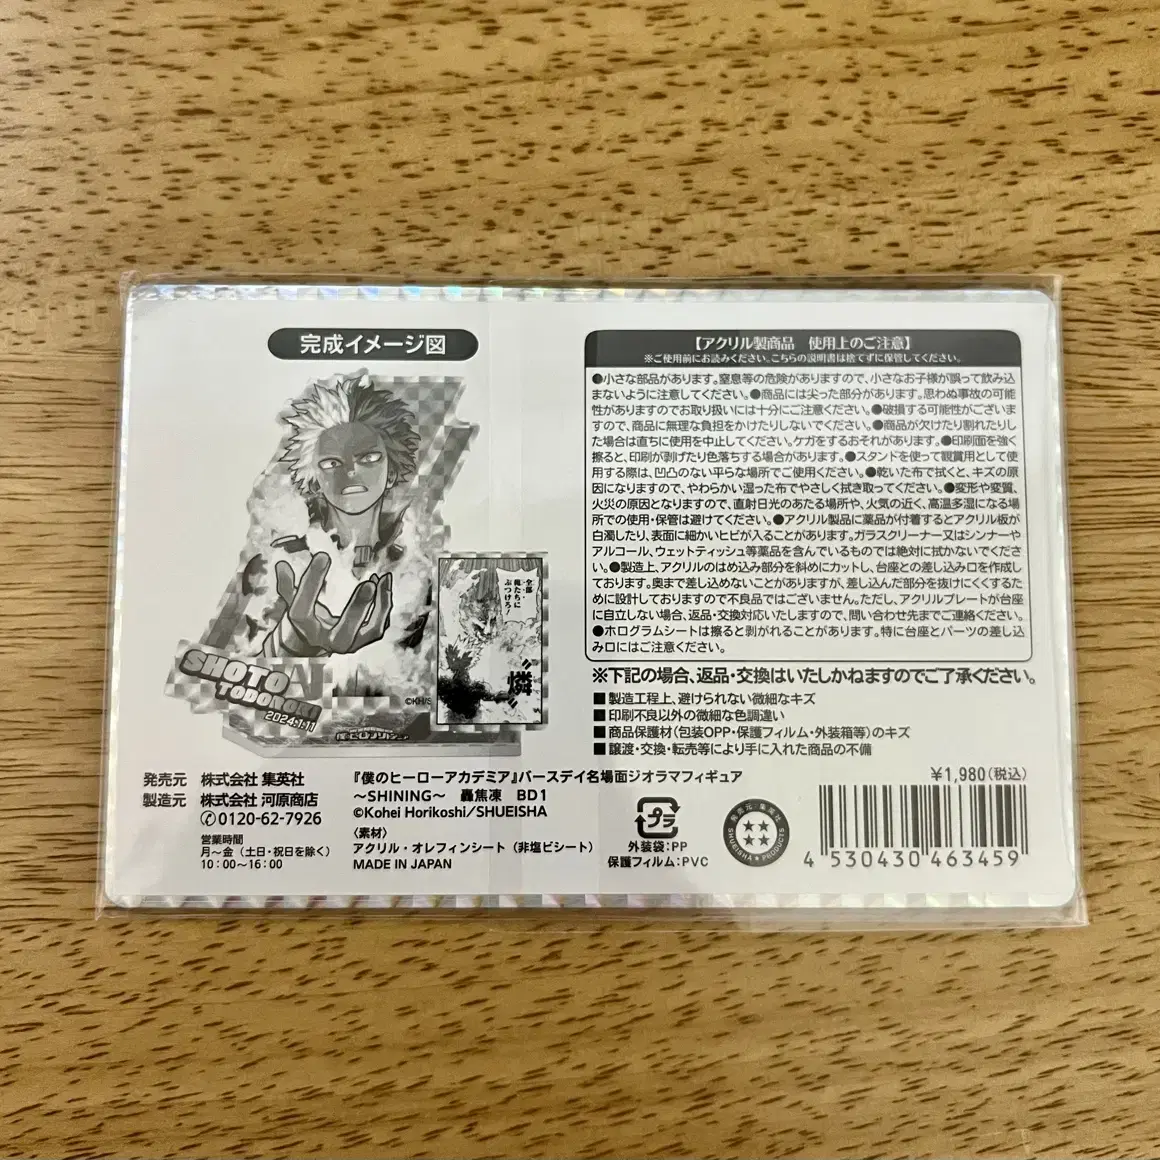 完成イメージ図
全部
俺たちに
ぶつけろ!
"燐"
SHOTO
TODOROKI
2024.1.11
©KH/S
【アクリル製商品 使用上のご注意】
※ご使用前にお読みください。こちらの説明書は捨てずに保管してください。
●小さな部品があります。窒息等の危険がありますので、小さなお子様が誤って飲み込
まないように注意してください。●商品には尖った部分があります。思わぬ事故の可能
性がありますのでお取り扱いには十分にご注意ください。●破損する可能性がございま
すので、商品に無理な負担をかけたりしないでください。●商品が欠けたり割れたりし
た場合は直ちに使用を中止してください。ケガをするおそれがあります。●印刷面を強く
擦ると、印刷が剥げたり色落ちする場合があります。●スタンドを使って観賞用として使
用する際は、凹凸のない平らな場所でご使用ください。●乾いた布で拭くと、キズの原
因になりますので、やわらかい湿った布でやさしく拭き取ってください。●変形や変質、
火災の原因となりますので、直射日光のあたる場所や、火気の近く、高温多湿になる場
所での使用・保管は避けてください。●アクリル製品に薬品が付着するとアクリル板が
白濁したり、表面に細かいヒビが入ることがあります。ガラスクリーナー又はシンナーや
アルコール、ウェットティッシュ等薬品を含んでいるものでは絶対に拭かないでくださ
い。●製造上、アクリルのはめ込み部分を斜めにカットし、台座との差し込み口を作成し
ております。奥まで差し込めないことがありますが、差し込んだ部分を抜けにくくするため
に設計しておりますので不良品ではございません。ただし、アクリルプレートが台座
に自立しない場合、返品・交換対応いたしますので、問い合わせ先までご連絡ください。
●ホログラムシートは擦ると剥がれることがあります。特に台座とパーツの差し込
み口にはご注意ください。
※下記の場合、返品・交換はいたしかねますのでご了承ください。
■製造工程上、避けられない微細なキズ
■印刷不良以外の微細な色調違い
■商品保護材(包装OPP・保護フィルム・外装箱等)のキズ
■譲渡・交換・転売等により手に入れた商品の不備
発売元 株式会社 集英社
製造元 株式会社 河原商店
0120-62-7926
営業時間
月〜金(土日・祝日を除く)
10:00〜16:00
『僕のヒーローアカデミア』バースデイ名場面ジオラマフィギュア
〜SHINING〜 轟焦凍 BD1
©Kohei Horikoshi/SHUEISHA
〈素材〉
アクリル・オレフィンシート(非塩ビシート)
MADE IN JAPAN
プラ
外装袋:PP
保護フィルム:PVC
発売元 集英社
SHUEISHA PRODUCTS
¥1,980(税込)
4 530430 463459